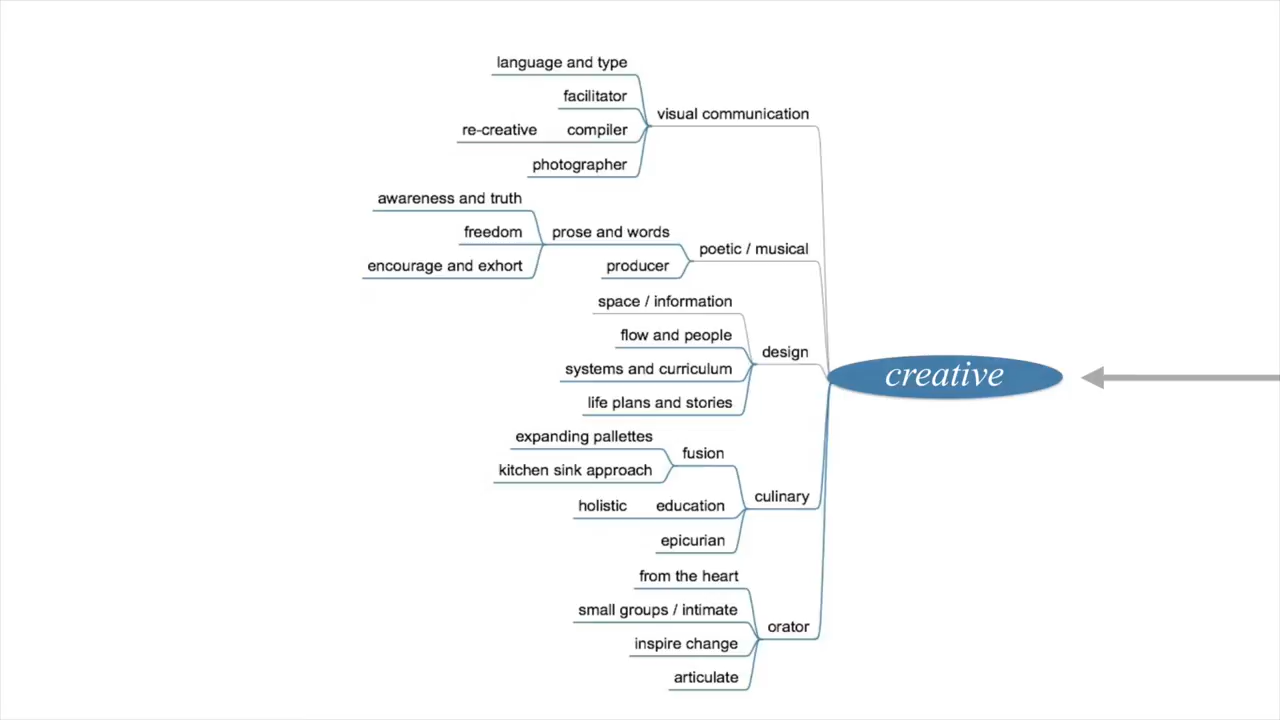 language and type
facilitator
visual communication
re-creative compiler
photographer
awareness and truth
freedom prose and words
poetic / musical
encourage and exhort producer
space / information
flow and people
design
systems and curriculum
creative
life plans and stories
expanding pallettes
fusion
kitchen sink approach
culinary
holistic education
epicurian
from the heart
small groups / intimate
orator
inspire change
articulate